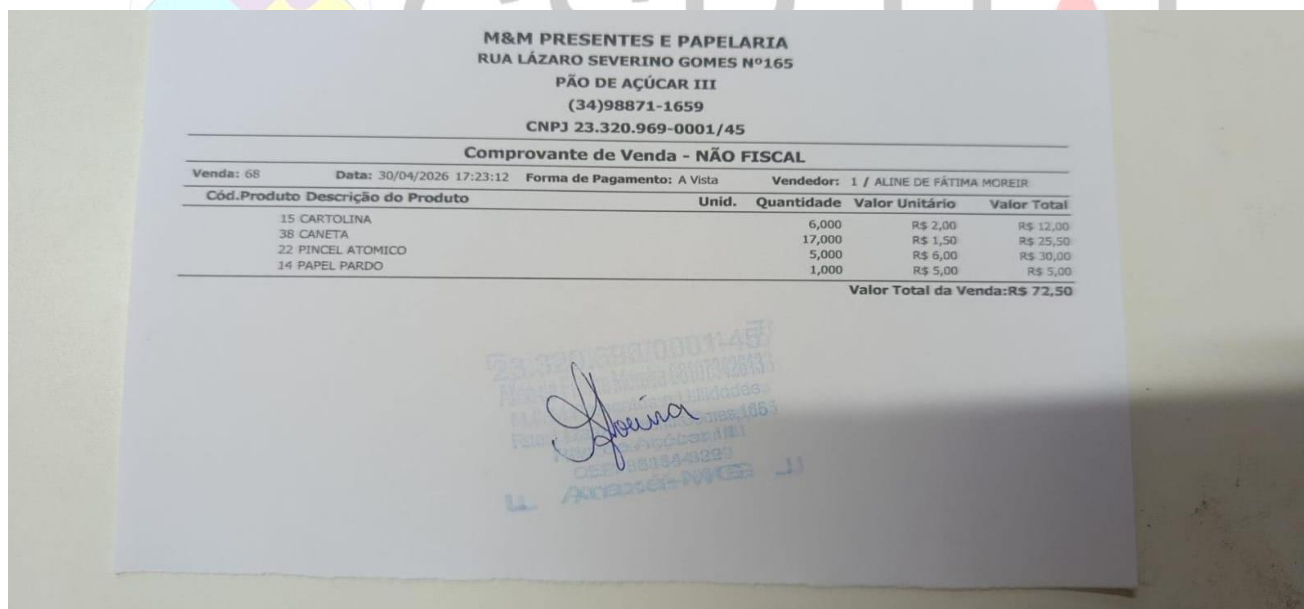 M&M PRESENTES E PAPELARIA
RUA LÁZARO SEVERINO GOMES Nº165
PÃO DE AÇÚCAR III
(34)98871-1659
CNPJ 23.320.969-0001/45
Comprovante de Venda - NÃO FISCAL
Venda: 68 Data: 30/04/2026 17:23:12 Forma de Pagamento: A Vista Vendedor: 1 / ALINE DE FÁTIMA MOREIR
Cód.Produto Descrição do Produto Unid. Quantidade Valor Unitário Valor Total
15 CARTOLINA 6,000 R$ 2,00 R$ 12,00
38 CANETA 17,000 R$ 1,50 R$ 25,50
22 PINCEL ATOMICO 5,000 R$ 6,00 R$ 30,00
14 PAPEL PARDO 1,000 R$ 5,00 R$ 5,00
Valor Total da Venda:R$ 72,50